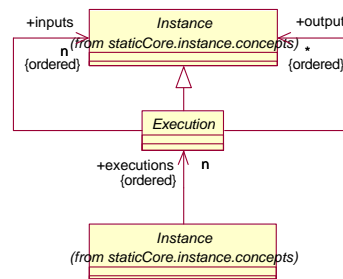 +inputs
Instance
+output
n
(from staticCore.instance.concepts)
*
{ordered}
{ordered}
Execution
+executions
n
{ordered}
Instance
(from staticCore.instance.concepts)